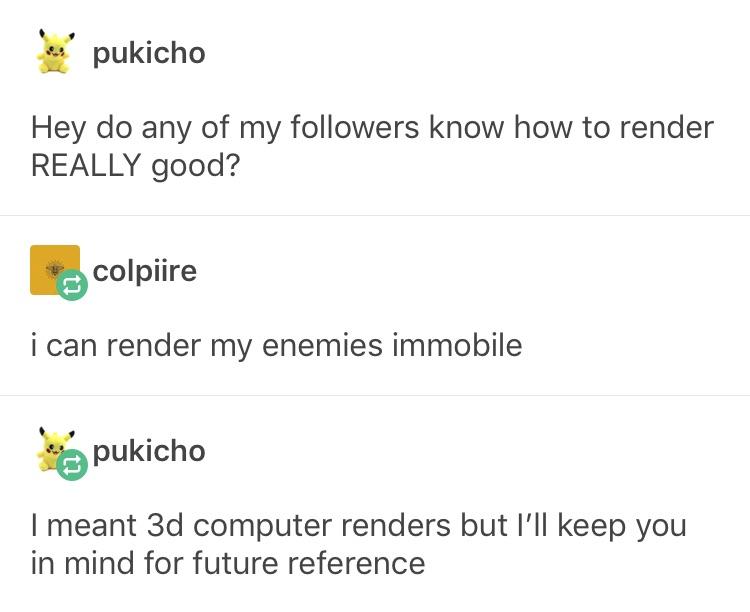 pukicho
Hey do any of my followers know how to render
REALLY good?
colpiire
i can render my enemies immobile
pukicho
I meant 3d computer renders but I’ll keep you
in mind for future reference